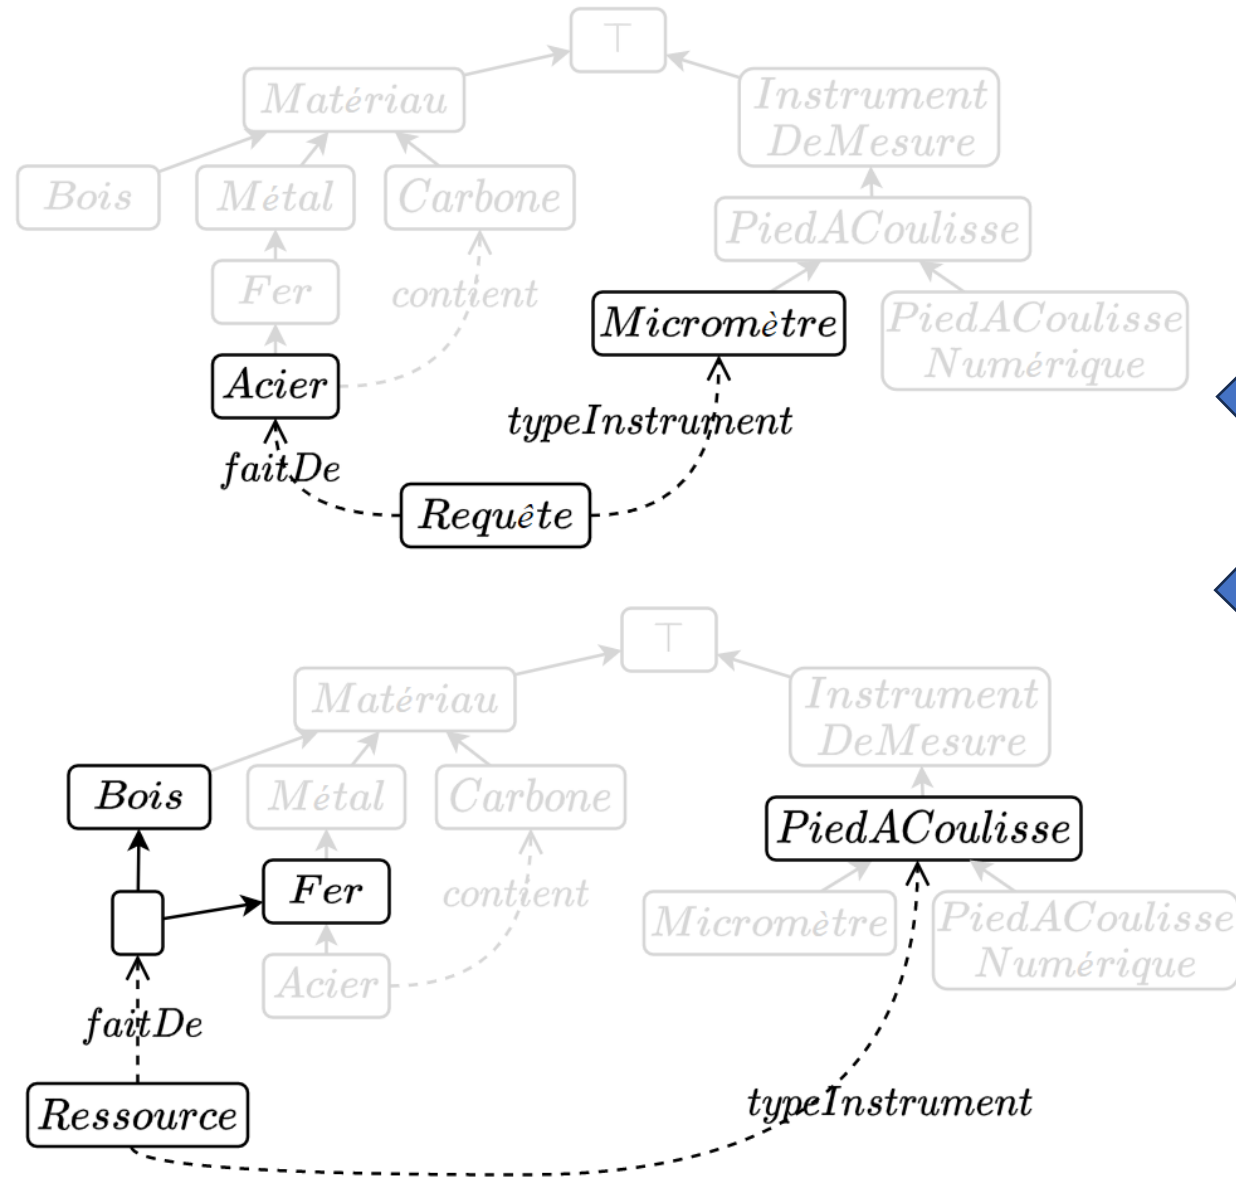 ⊤
Matériau
Instrument
DeMesure
Bois
Métal
Carbone
PiedACoulisse
Fer
contient
Micromètre
PiedACoulisse
Numérique
Acier
typeInstrument
faitDe
Requête
⊤
Matériau
Instrument
DeMesure
Bois
Métal
Carbone
PiedACoulisse
Fer
contient
Micromètre
PiedACoulisse
Numérique
Acier
faitDe
Ressource
typeInstrument